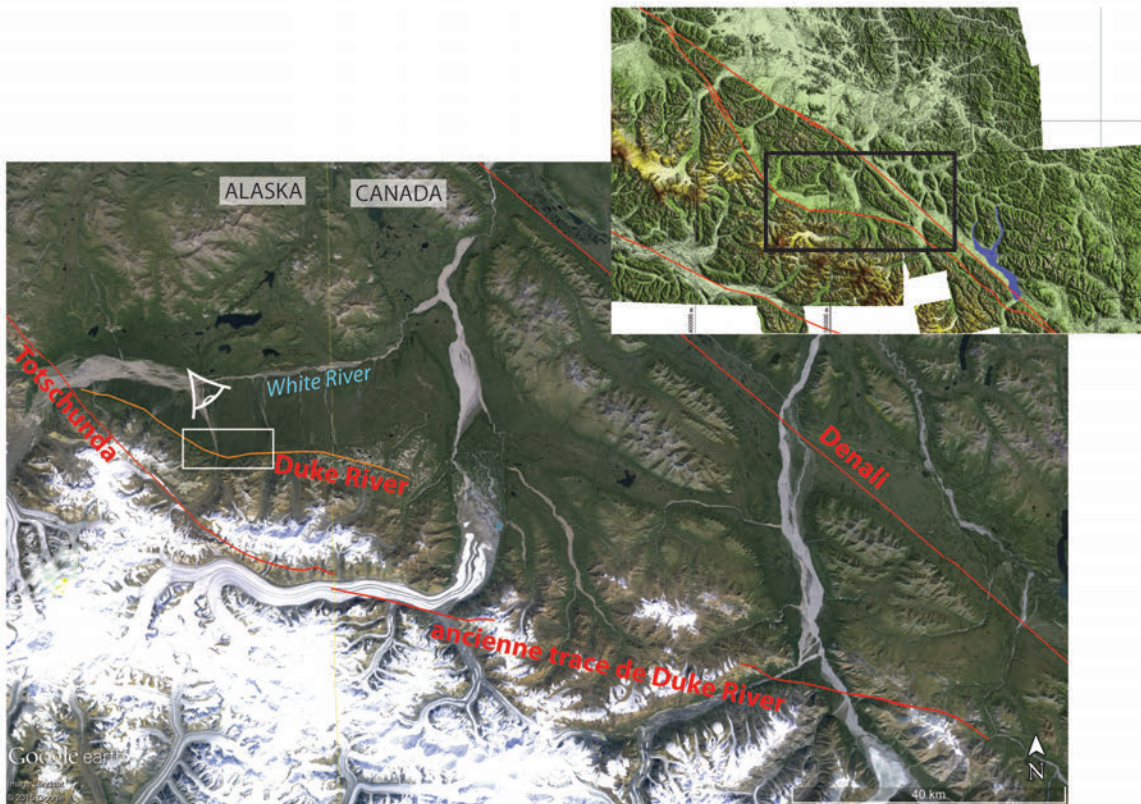 ALASKA
CANADA
White River
Totschunda
Duke River
Denali
ancienne trace de Duke River
Google earth
N
40 km